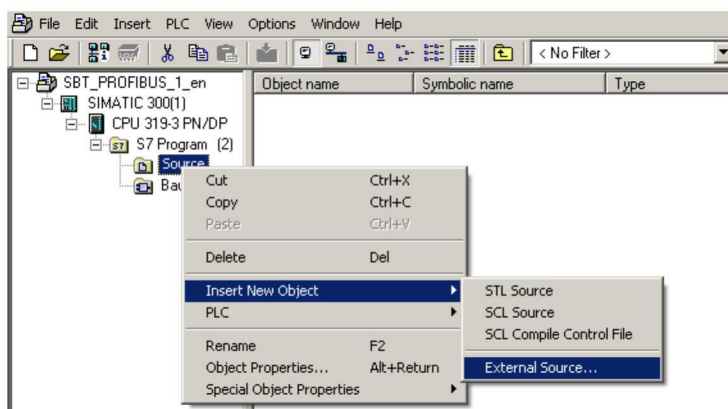 File Edit Insert PLC View Options Window Help
< No Filter >
SBT_PROFIBUS_1_en
SIMATIC 300(1)
CPU 319-3 PN/DP
S7 Program (2)
Source
Object name Symbolic name Type
Cut Ctrl+X
Copy Ctrl+C
Paste Ctrl+V
Delete Del
Insert New Object
PLC
Rename F2
Object Properties... Alt+Return
Special Object Properties
STL Source
SCL Source
SCL Compile Control File
External Source...